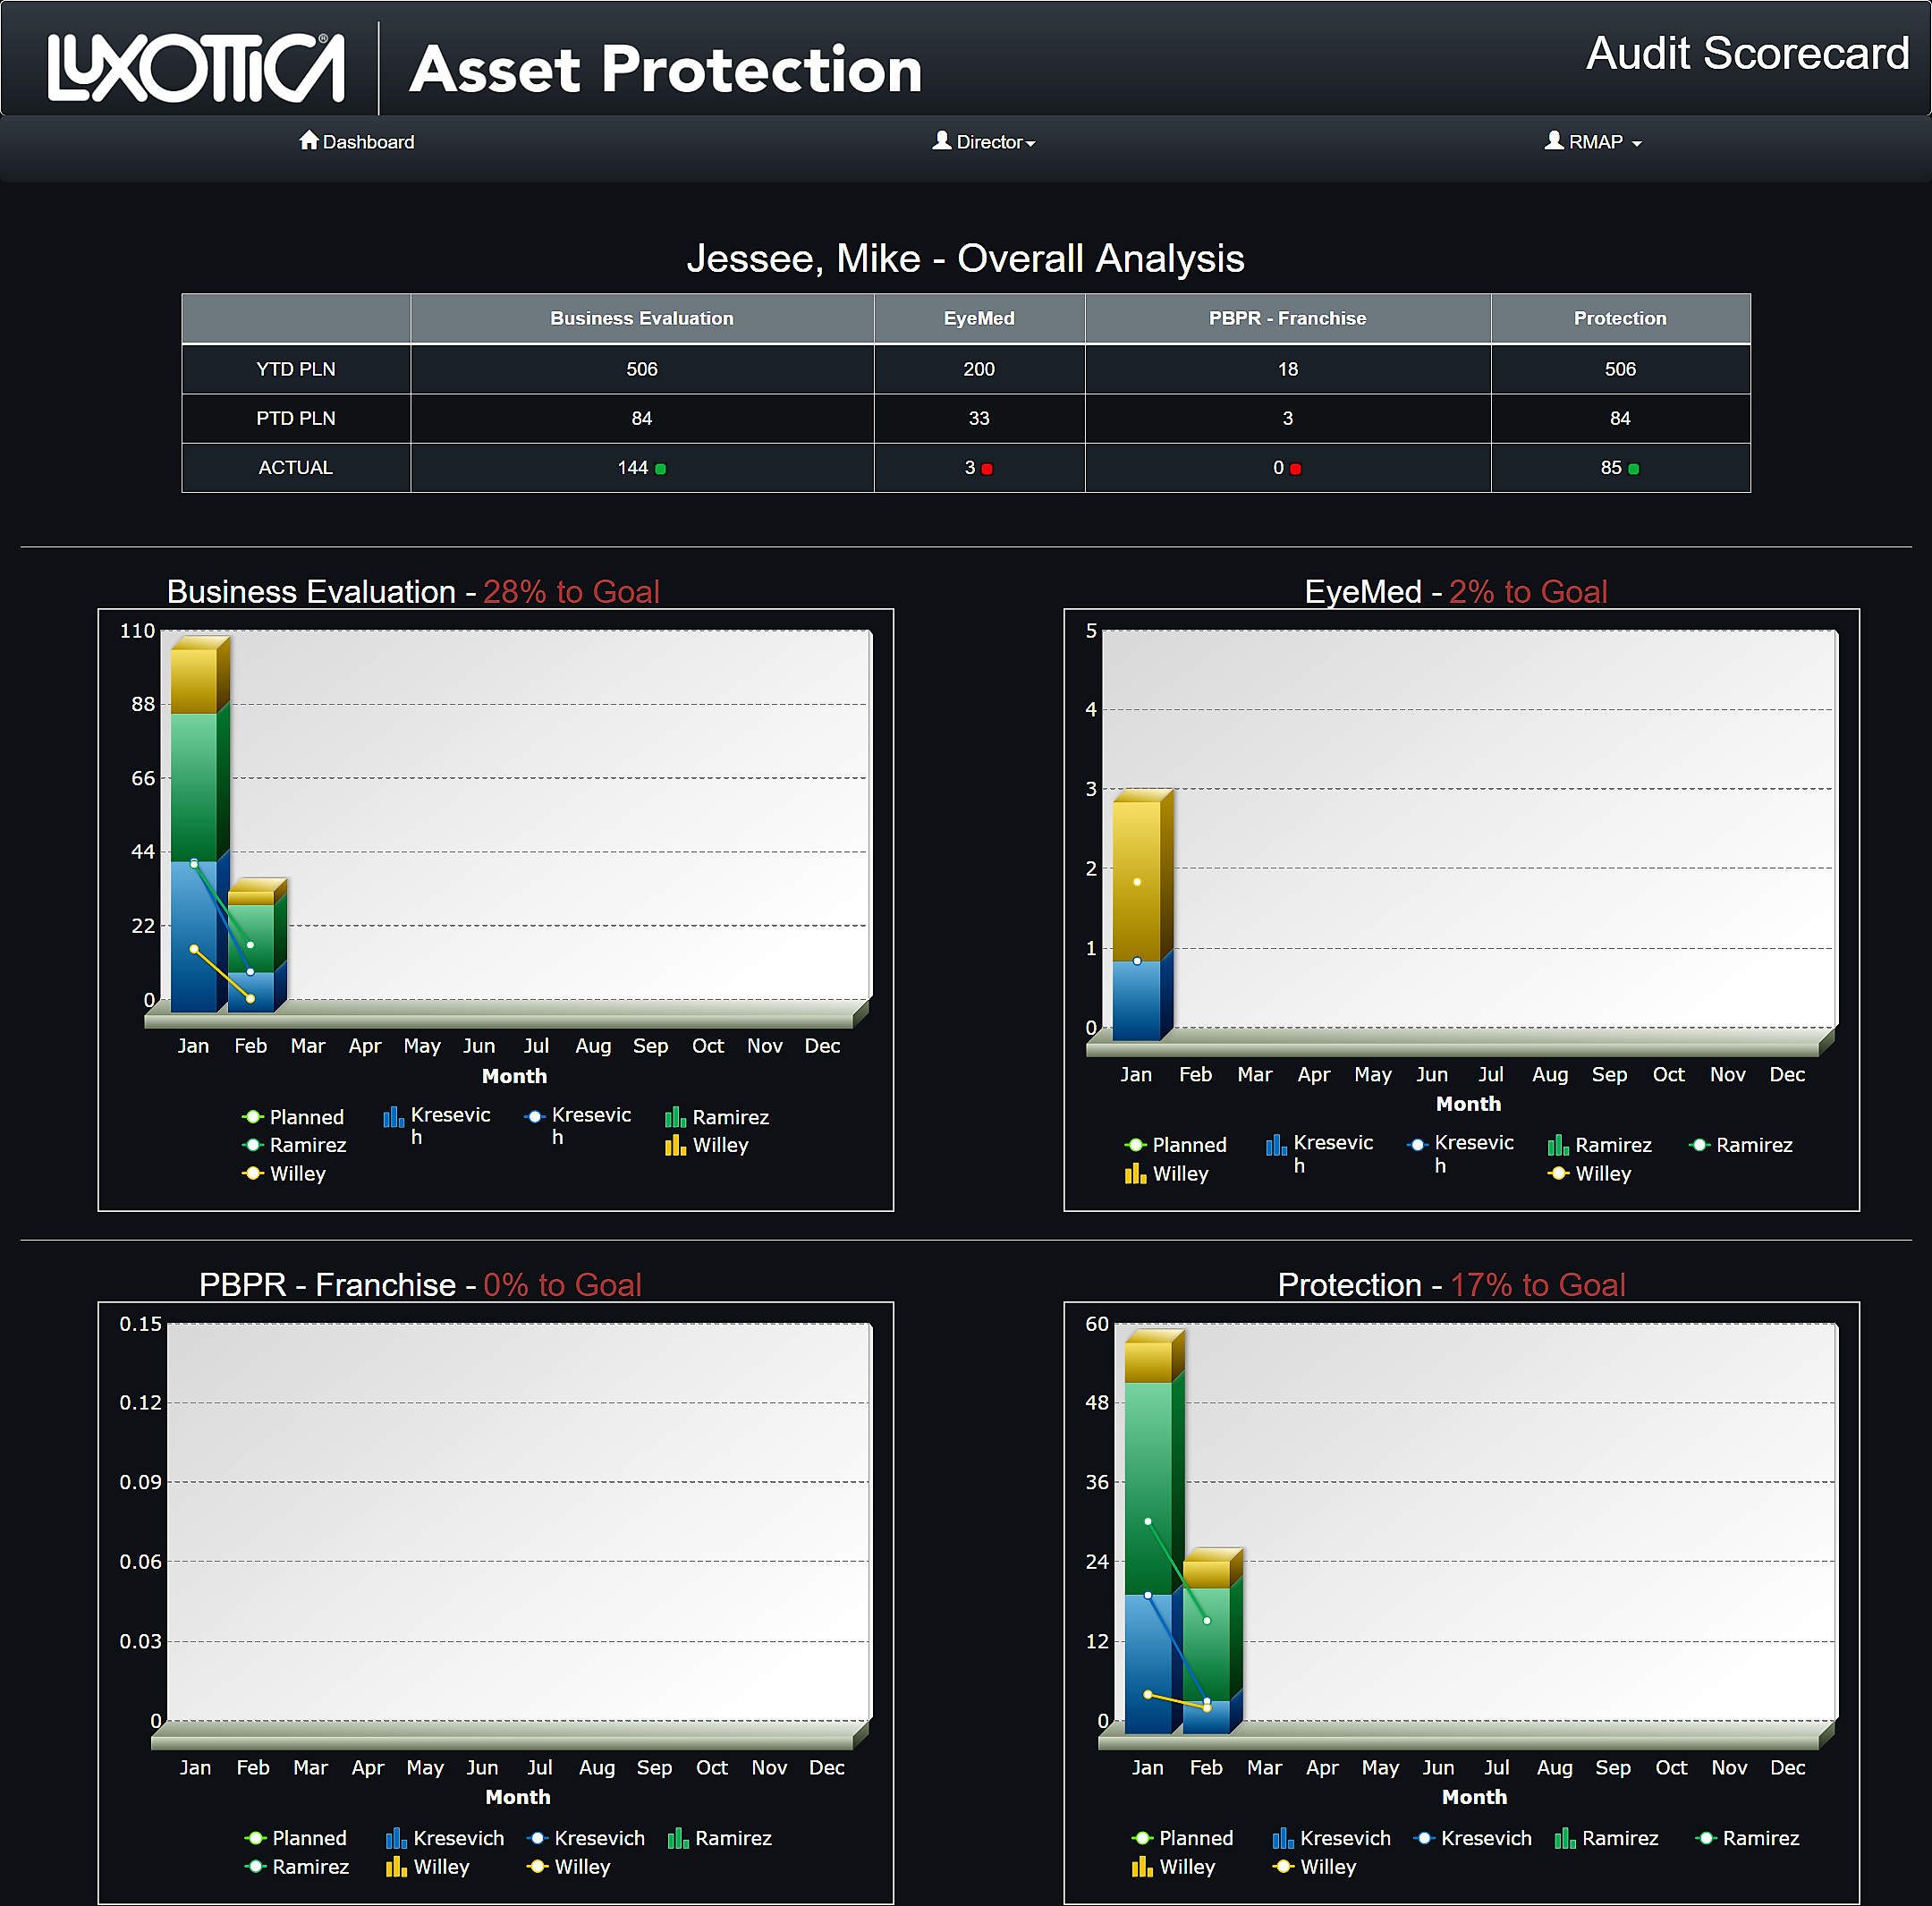 LUXOTTICA® Asset Protection Audit Scorecard
Dashboard Director RMAP
Jessee, Mike - Overall Analysis
Business Evaluation EyeMed PBPR - Franchise Protection
YTD PLN 506 200 18 506
PTD PLN 84 33 3 84
ACTUAL 144 3 0 85
Business Evaluation - 28% to Goal
110
88
66
44
22
0
Jan Feb Mar Apr May Jun Jul Aug Sep Oct Nov Dec
Month
Planned Kresevic Kresevic Ramirez
h h
Ramirez Willey
Willey
EyeMed - 2% to Goal
5
4
3
2
1
0
Jan Feb Mar Apr May Jun Jul Aug Sep Oct Nov Dec
Month
Planned Kresevic Kresevic Ramirez Ramirez
h h
Willey Willey
PBPR - Franchise - 0% to Goal
0.15
0.12
0.09
0.06
0.03
0
Jan Feb Mar Apr May Jun Jul Aug Sep Oct Nov Dec
Month
Planned Kresevich Kresevich Ramirez
Ramirez Willey Willey
Protection - 17% to Goal
60
48
36
24
12
0
Jan Feb Mar Apr May Jun Jul Aug Sep Oct Nov Dec
Month
Planned Kresevich Kresevich Ramirez Ramirez
Willey Willey